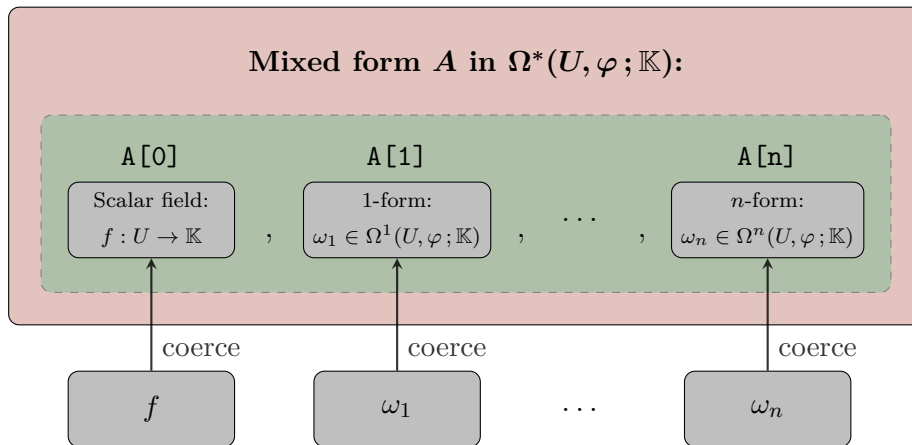 Mixed form A in Ω*(U, φ ; 𝕂):
A[0] A[1] A[n]
Scalar field: 1-form: n-form:
f : U → 𝕂 , ω₁ ∈ Ω¹(U, φ ; 𝕂) , ⋯ , ωₙ ∈ Ωⁿ(U, φ ; 𝕂)
coerce coerce coerce
f ω₁ … ωₙ